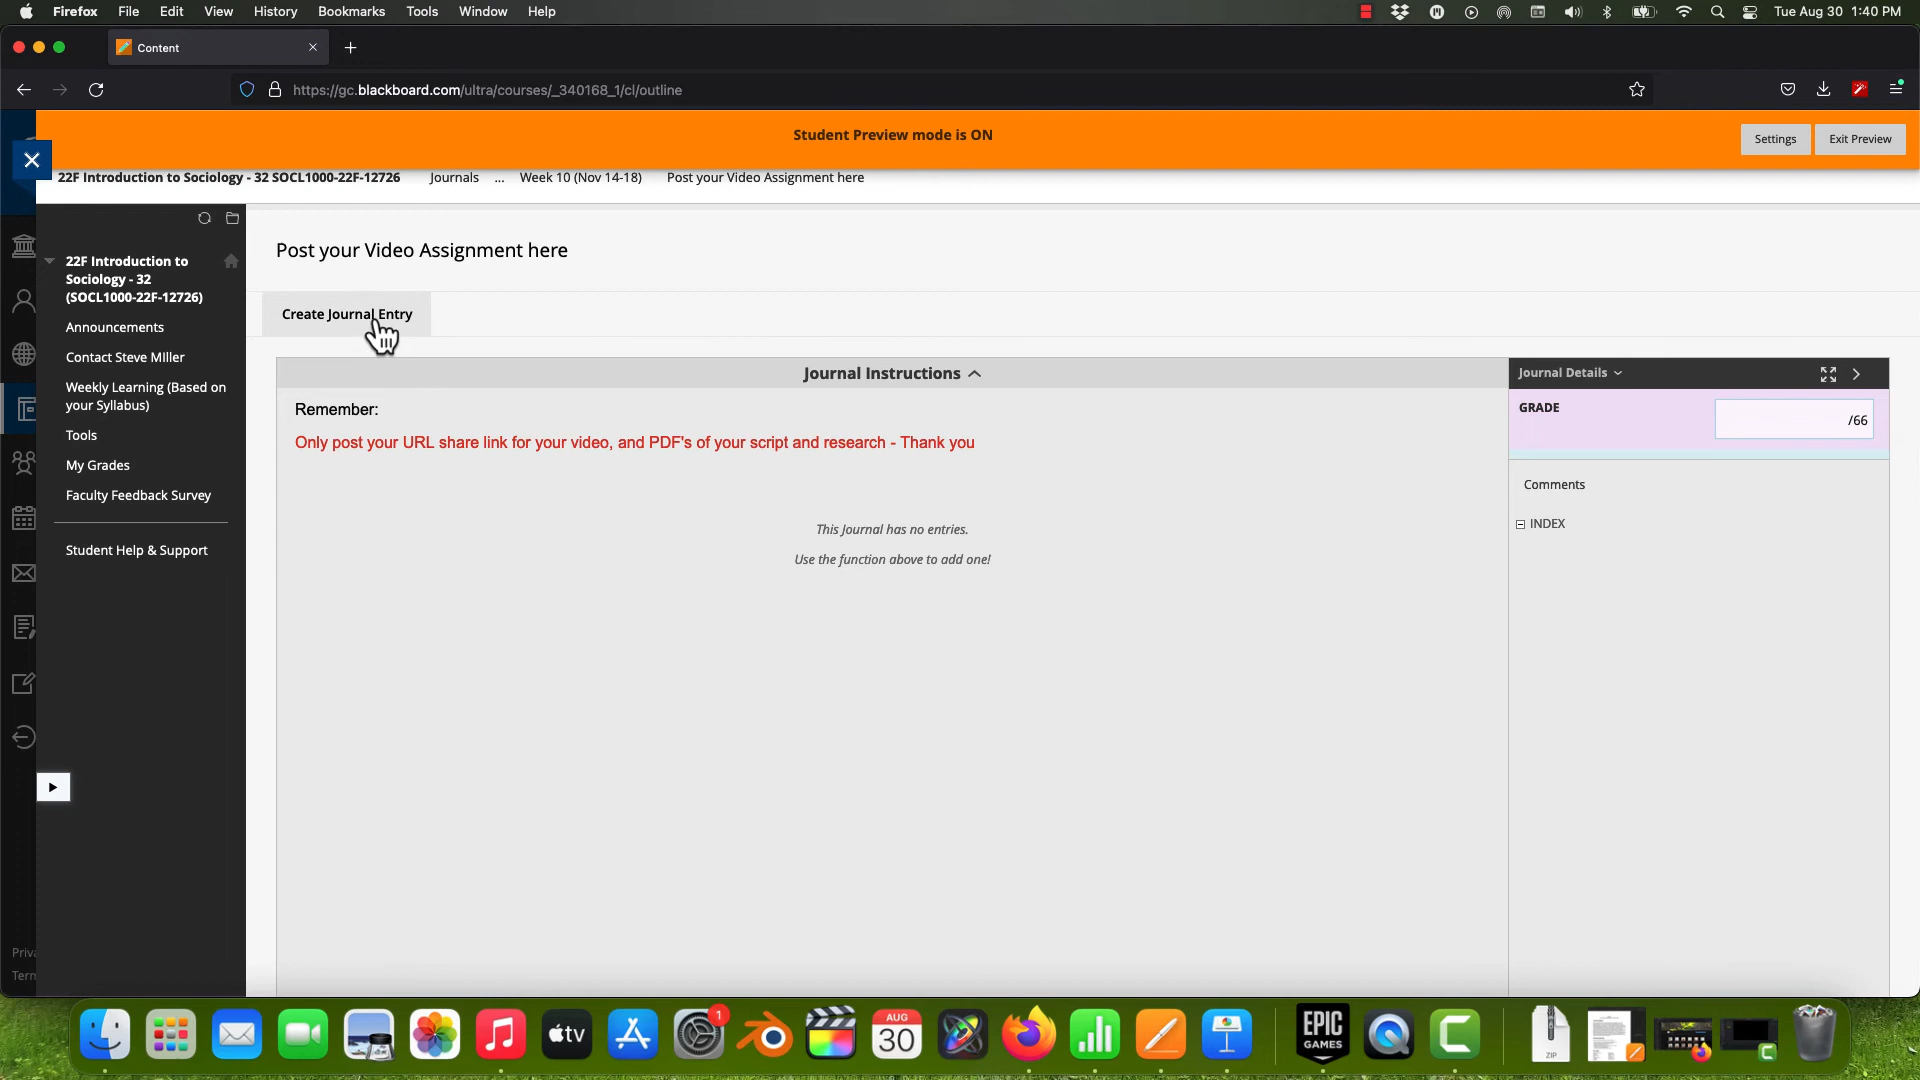 Firefox File Edit View History Bookmarks Tools Window Help
Tue Aug 30 1:40 PM
Content
https://gc.blackboard.com/ultra/courses/_340168_1/cl/outline
Student Preview mode is ON
Settings
Exit Preview
22F Introduction to Sociology - 32 SOCL1000-22F-12726 Journals ... Week 10 (Nov 14-18) Post your Video Assignment here
22F Introduction to
Sociology - 32
(SOCL1000-22F-12726)
Announcements
Contact Steve MIller
Weekly Learning (Based on
your Syllabus)
Tools
My Grades
Faculty Feedback Survey
Student Help & Support
Priva
Term
Post your Video Assignment here
Create Journal Entry
Journal Instructions
Remember:
Only post your URL share link for your video, and PDF's of your script and research - Thank you
This Journal has no entries.
Use the function above to add one!
Journal Details
GRADE
/66
Comments
INDEX
tv
1
AUG
30
EPIC
GAMES
ZIP